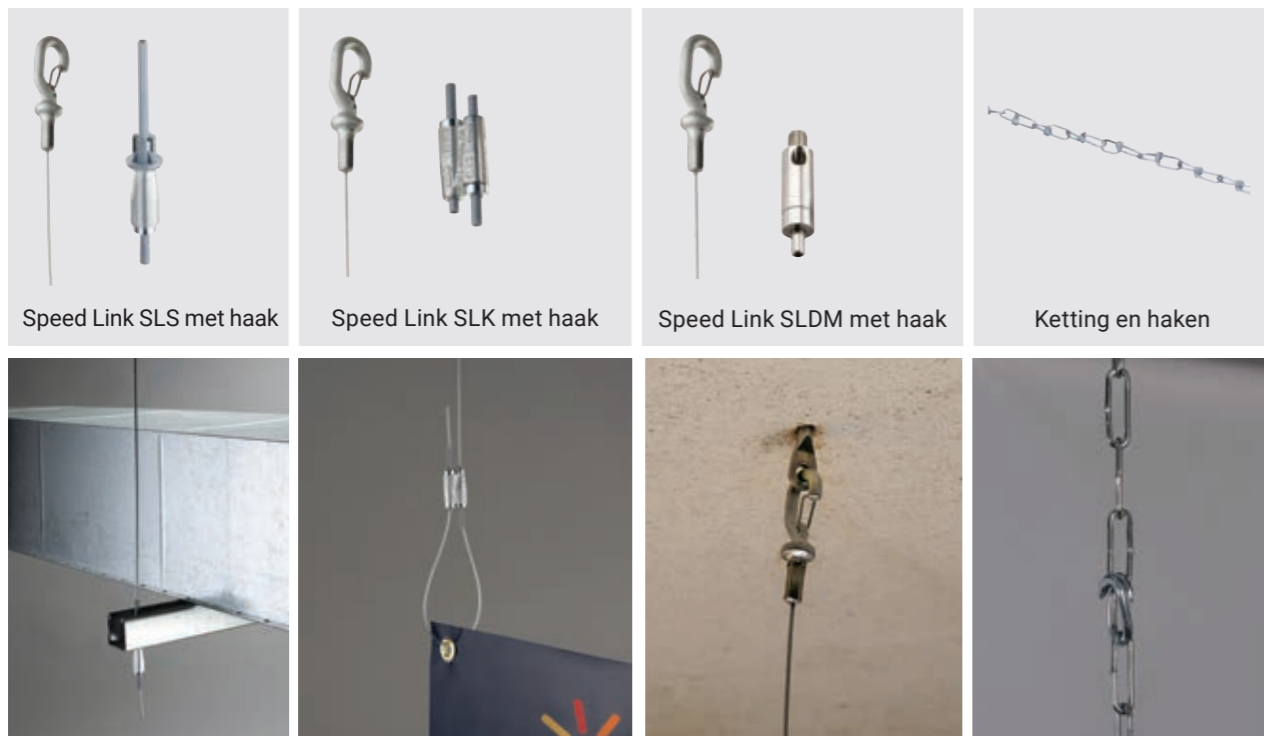 Speed Link SLS met haak
Speed Link SLK met haak
Speed Link SLDM met haak
Ketting en haken